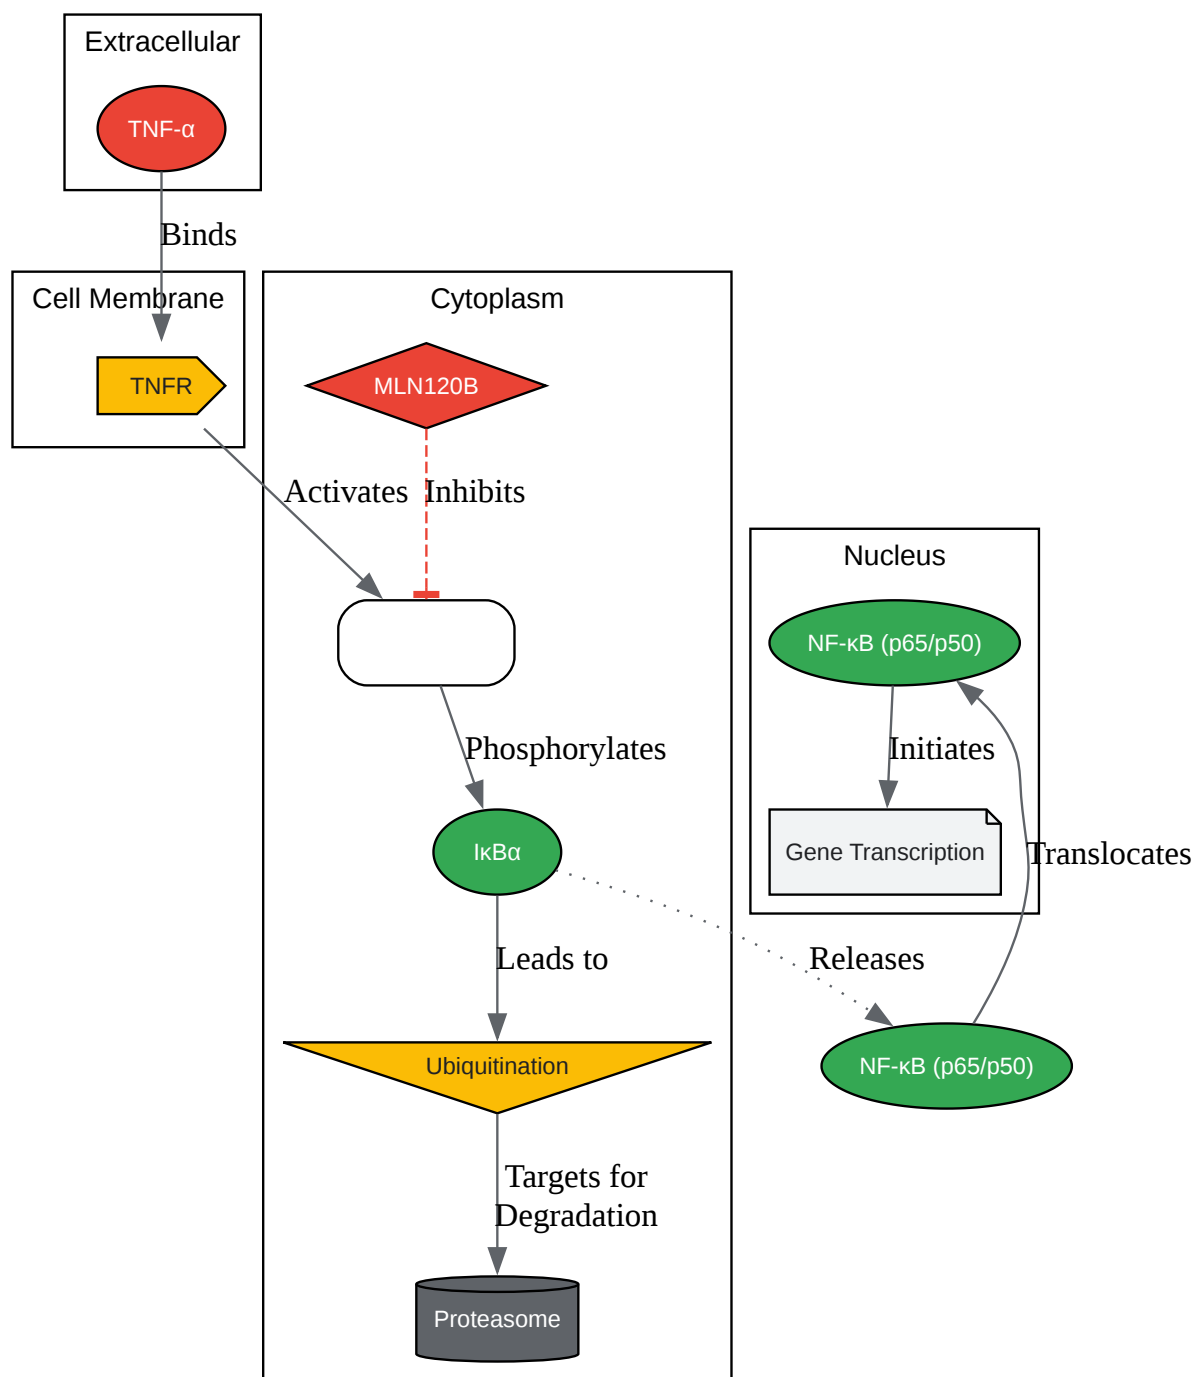 Extracellular
TNF-α
Binds
Cell Membrane
TNFR
Cytoplasm
MLN120B
Activates
Inhibits
Phosphorylates
IκBα
Leads to
Ubiquitination
Targets for
Degradation
Proteasome
Nucleus
NF-κB (p65/p50)
Initiates
Gene Transcription
Translocates
Releases
NF-κB (p65/p50)